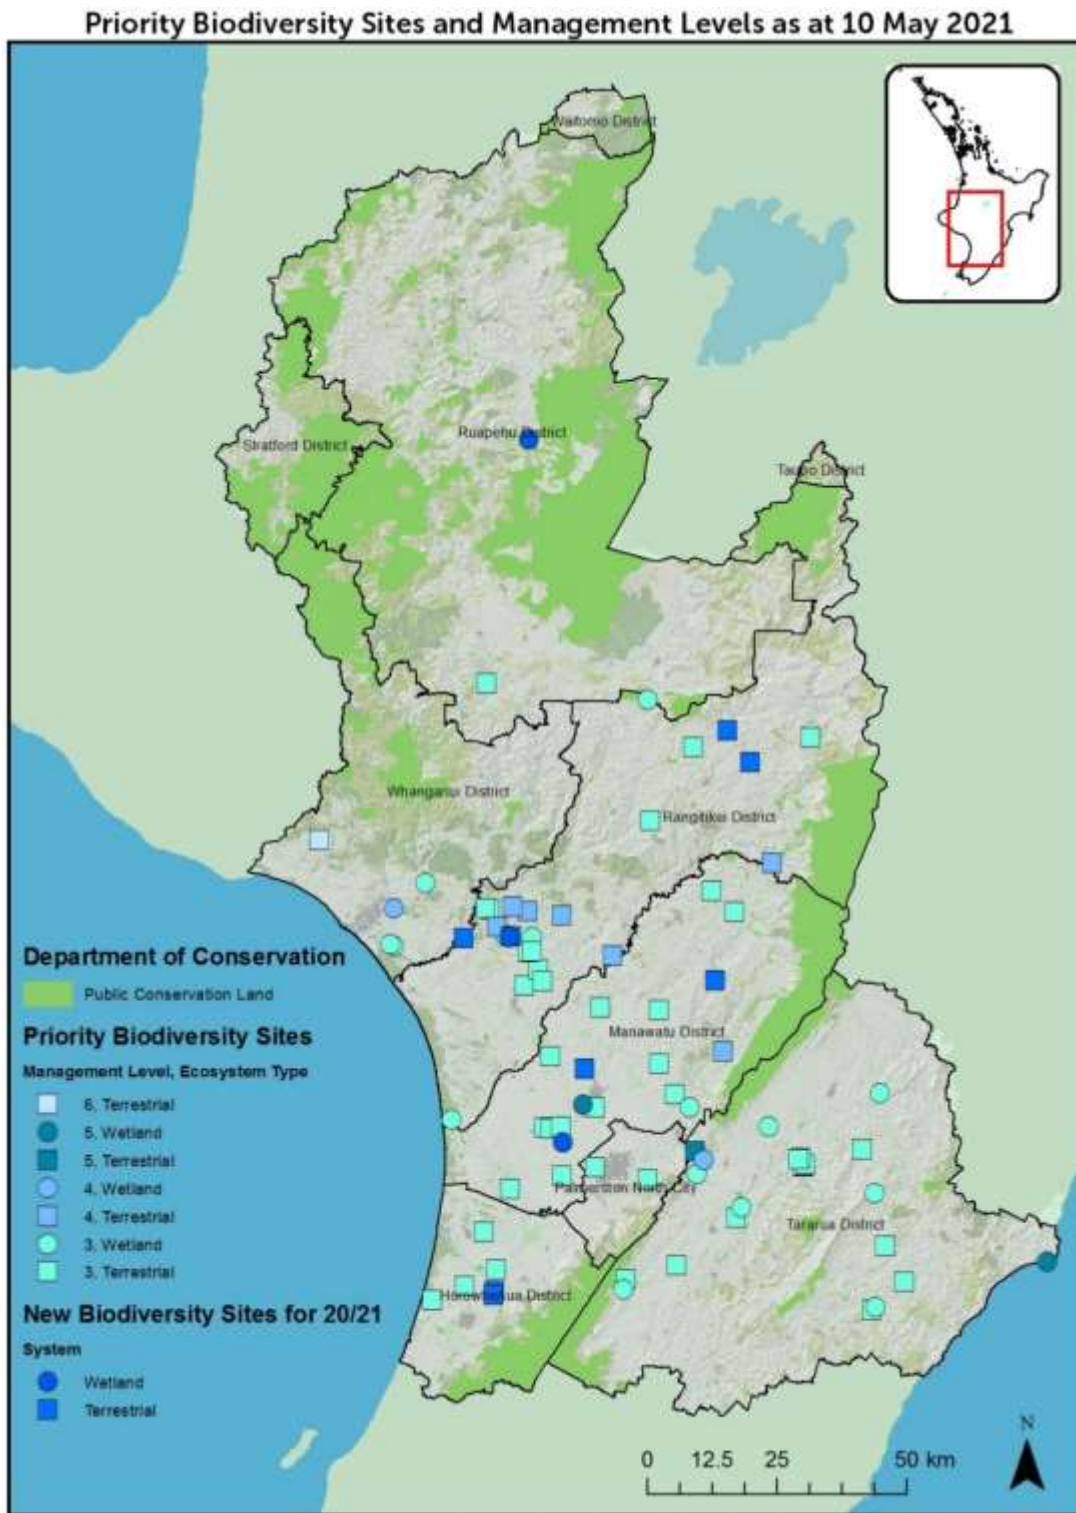 Priority Biodiversity Sites and Management Levels as at 10 May 2021
Waitomo District
Stratford District
Ruapehu District
Taupo District
Whanganui District
Rangitikei District
Manawatu District
Palmerston North City
Tararua District
Horowhenua District
Department of Conservation
Public Conservation Land
Priority Biodiversity Sites
Management Level, Ecosystem Type
6, Terrestrial
5, Wetland
5, Terrestrial
4, Wetland
4, Terrestrial
3, Wetland
3, Terrestrial
New Biodiversity Sites for 20/21
System
Wetland
Terrestrial
N
0 12.5 25 50 km